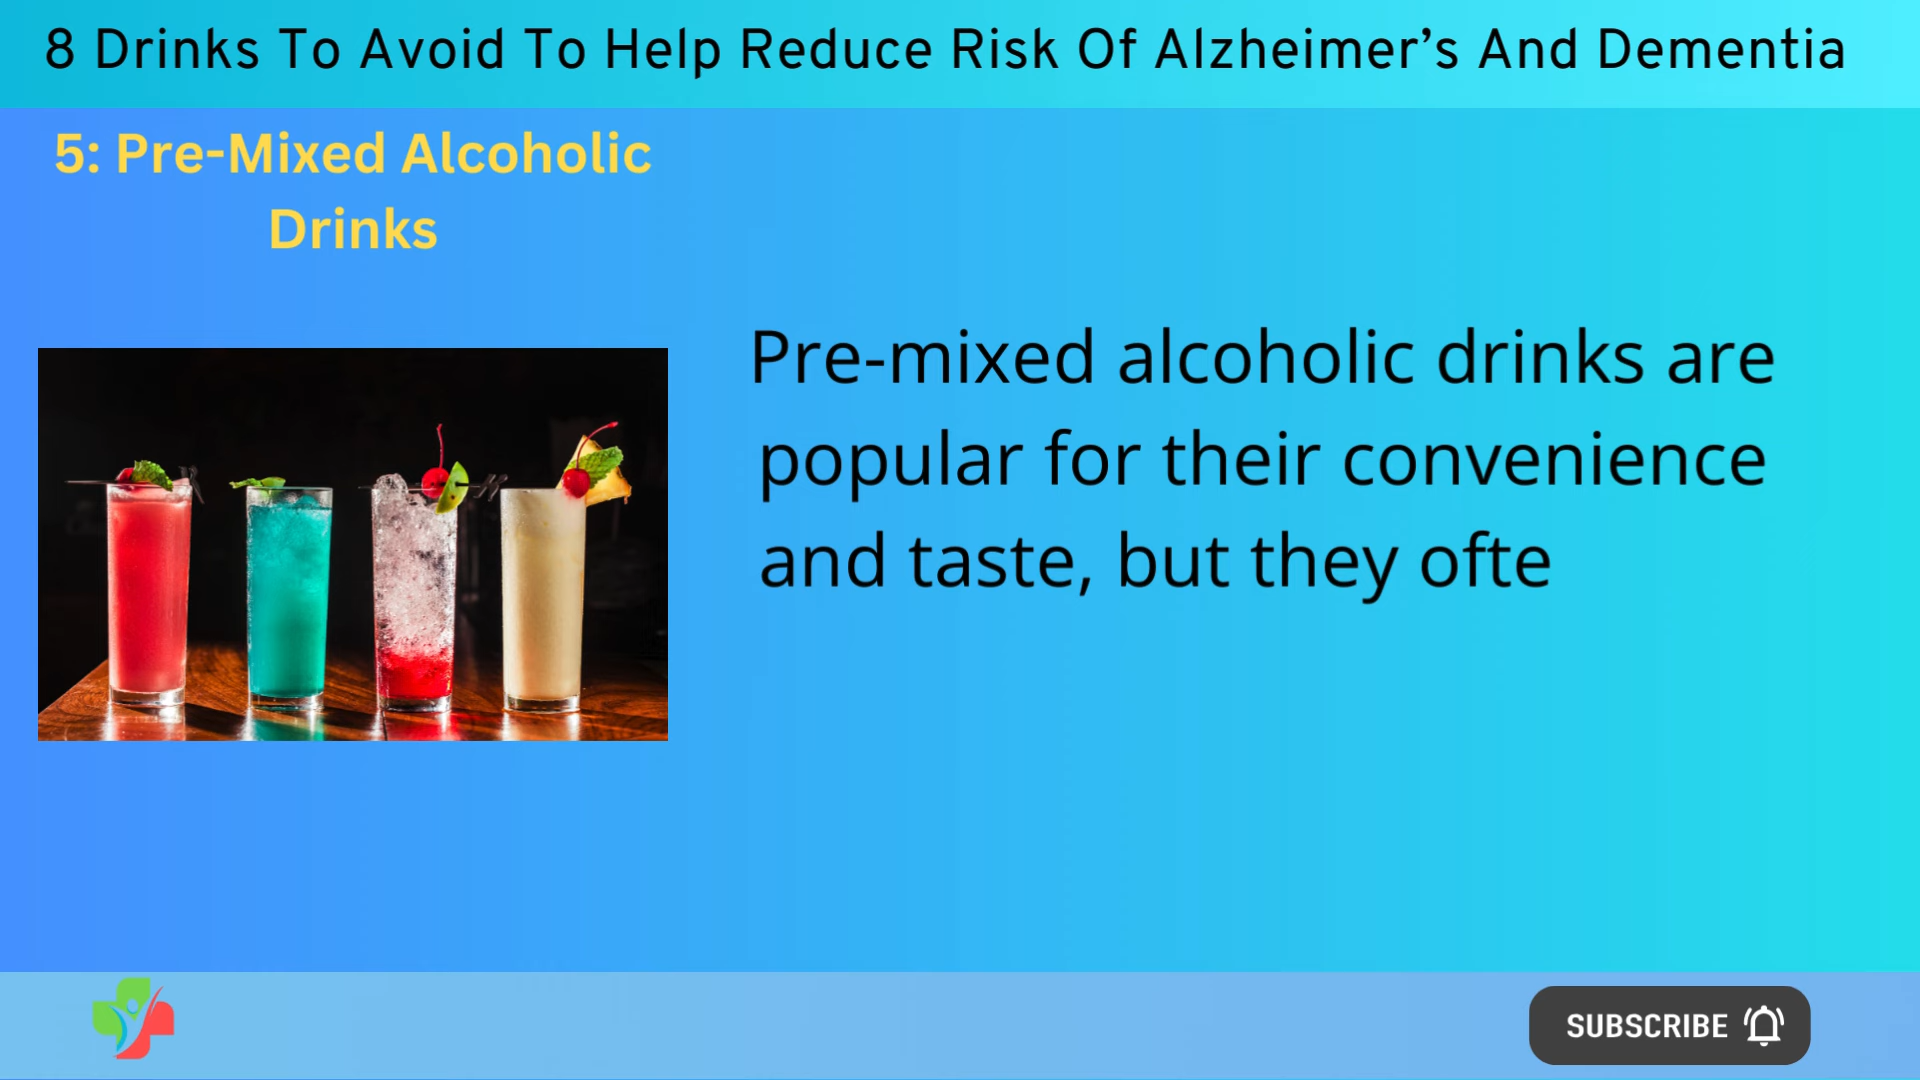 8 Drinks To Avoid To Help Reduce Risk Of Alzheimer’s And Dementia
5: Pre-Mixed Alcoholic
Drinks
Pre-mixed alcoholic drinks are
popular for their convenience
and taste, but they ofte
SUBSCRIBE